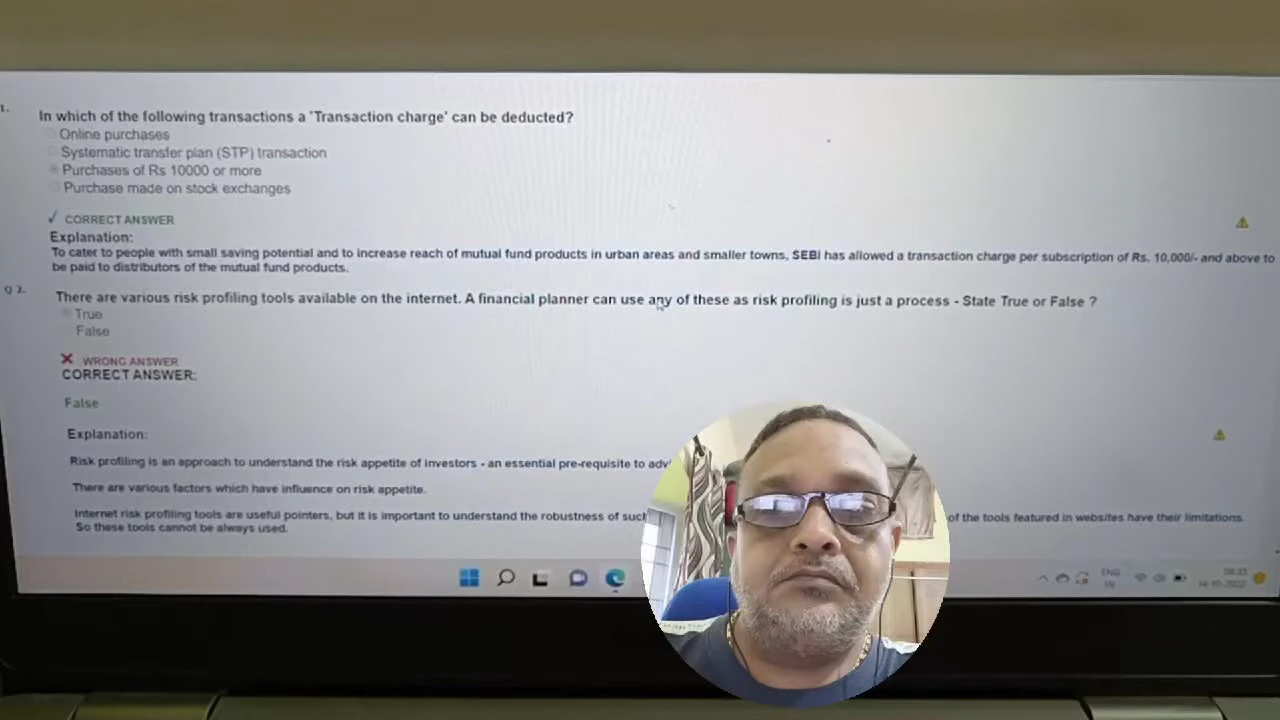 1.
In which of the following transactions a 'Transaction charge' can be deducted?
Online purchases
Systematic transfer plan (STP) transaction
Purchases of Rs 10000 or more
Purchase made on stock exchanges
✓ CORRECT ANSWER
Explanation:
To cater to people with small saving potential and to increase reach of mutual fund products in urban areas and smaller towns, SEBI has allowed a transaction charge per subscription of Rs. 10,000/- and above to
be paid to distributors of the mutual fund products.
Q 2.
There are various risk profiling tools available on the internet. A financial planner can use any of these as risk profiling is just a process - State True or False ?
True
False
✗ WRONG ANSWER
CORRECT ANSWER:
False
Explanation:
Risk profiling is an approach to understand the risk appetite of investors - an essential pre-requisite to
There are various factors which have influence on risk appetite.
Internet risk profiling tools are useful pointers, but it is important to understand the robustness of such of the tools featured in websites have their limitations.
So these tools cannot be always used.
ENG
IN